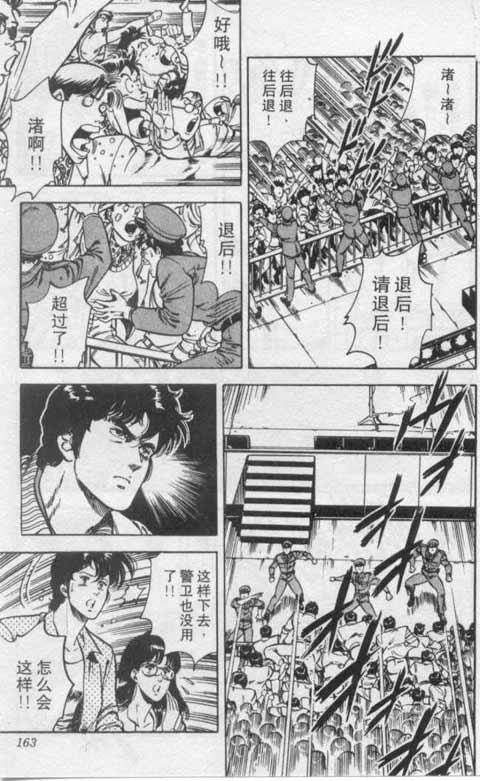 渚～渚～
往后退、
往后退！
退后！
请退后！
好哦～!!
渚啊!!
退后!!
超过了!!
这样下去，
警卫也没用
了!!
怎么会
这样!!
163